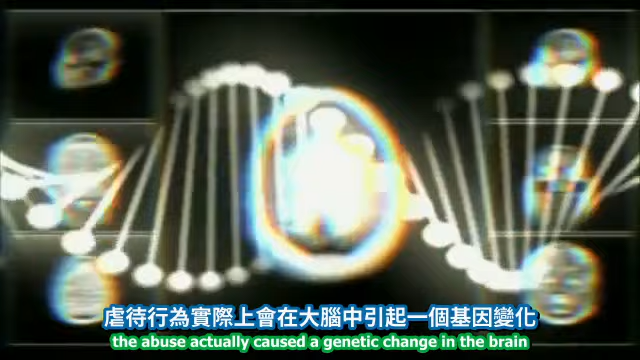 虐待行為實際上會在大腦中引起一個基因變化
the abuse actually caused a genetic change in the brain